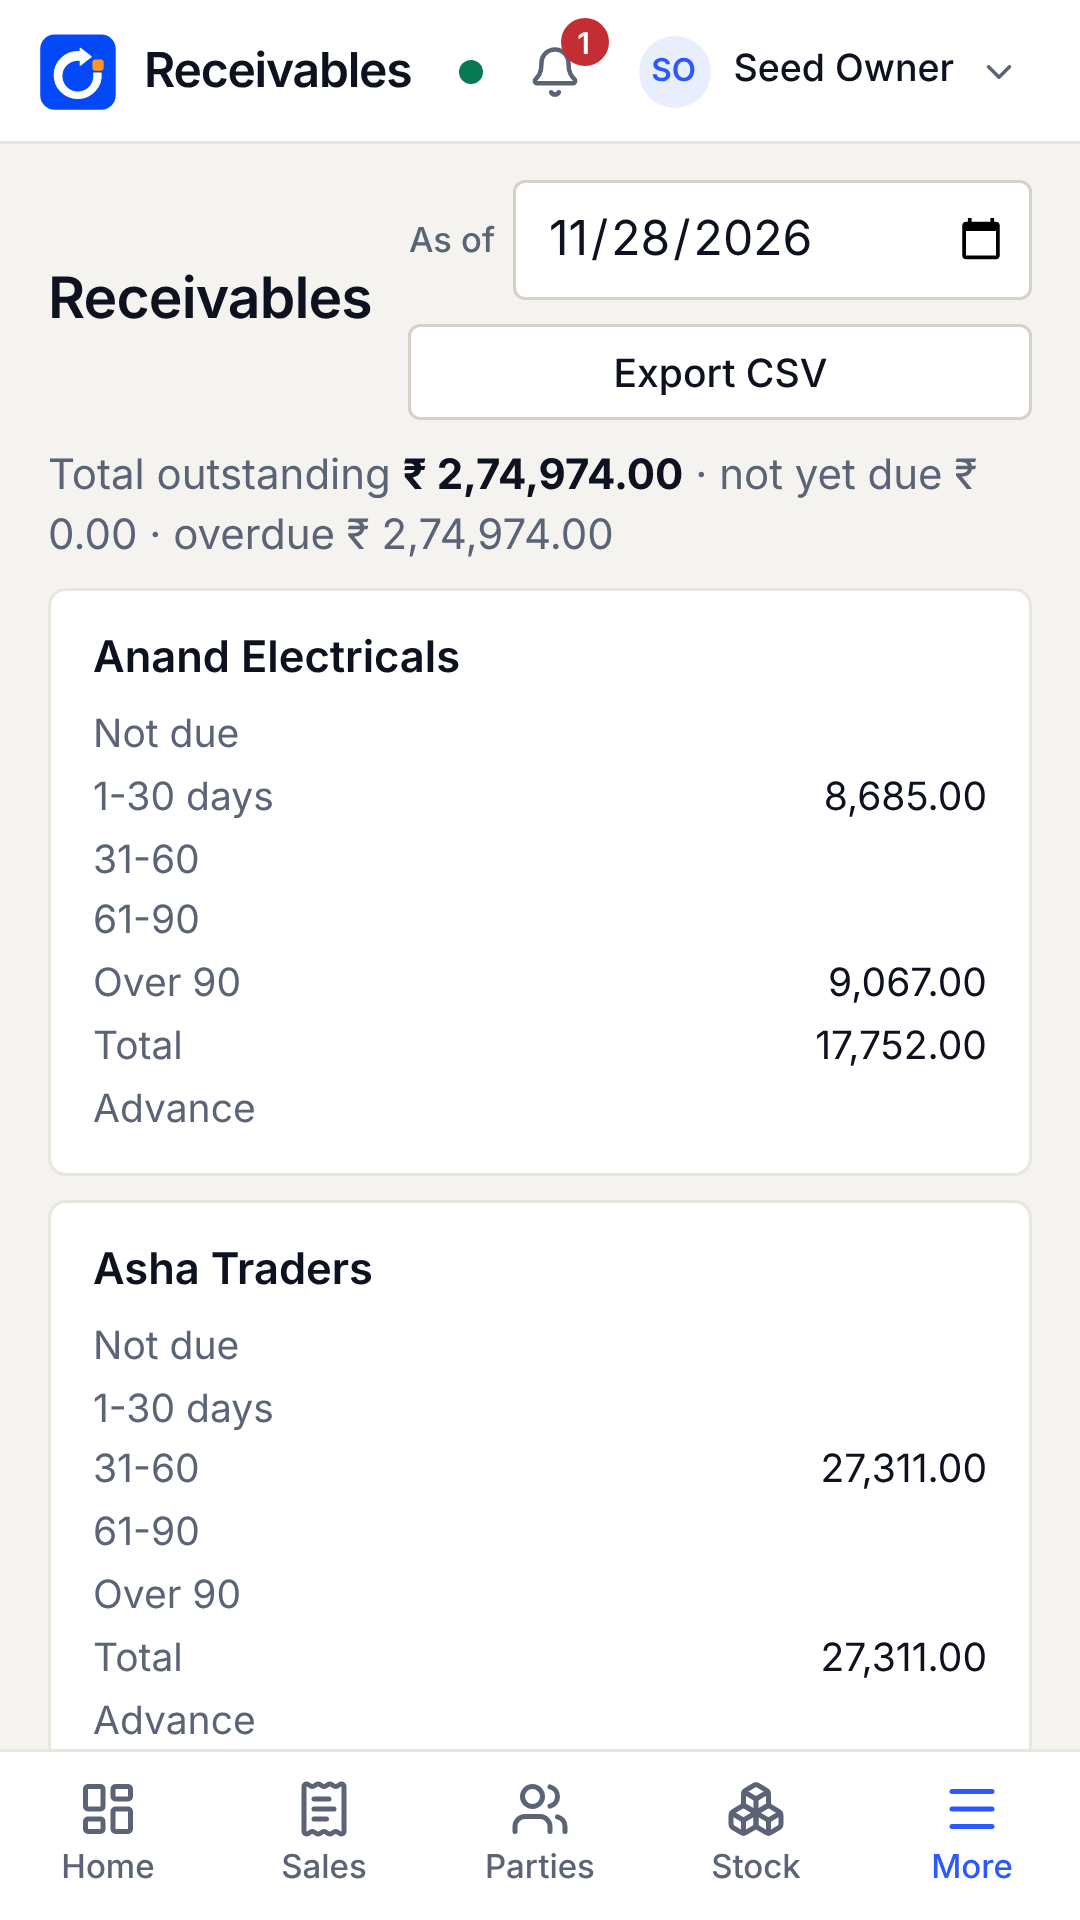 Receivables
1
SO
Seed Owner
As of
11/28/2026
Receivables
Export CSV
Total outstanding ₹ 2,74,974.00 · not yet due ₹
0.00 · overdue ₹ 2,74,974.00
Anand Electricals
Not due
1-30 days 8,685.00
31-60
61-90
Over 90 9,067.00
Total 17,752.00
Advance
Asha Traders
Not due
1-30 days
31-60 27,311.00
61-90
Over 90
Total 27,311.00
Advance
Home Sales Parties Stock More